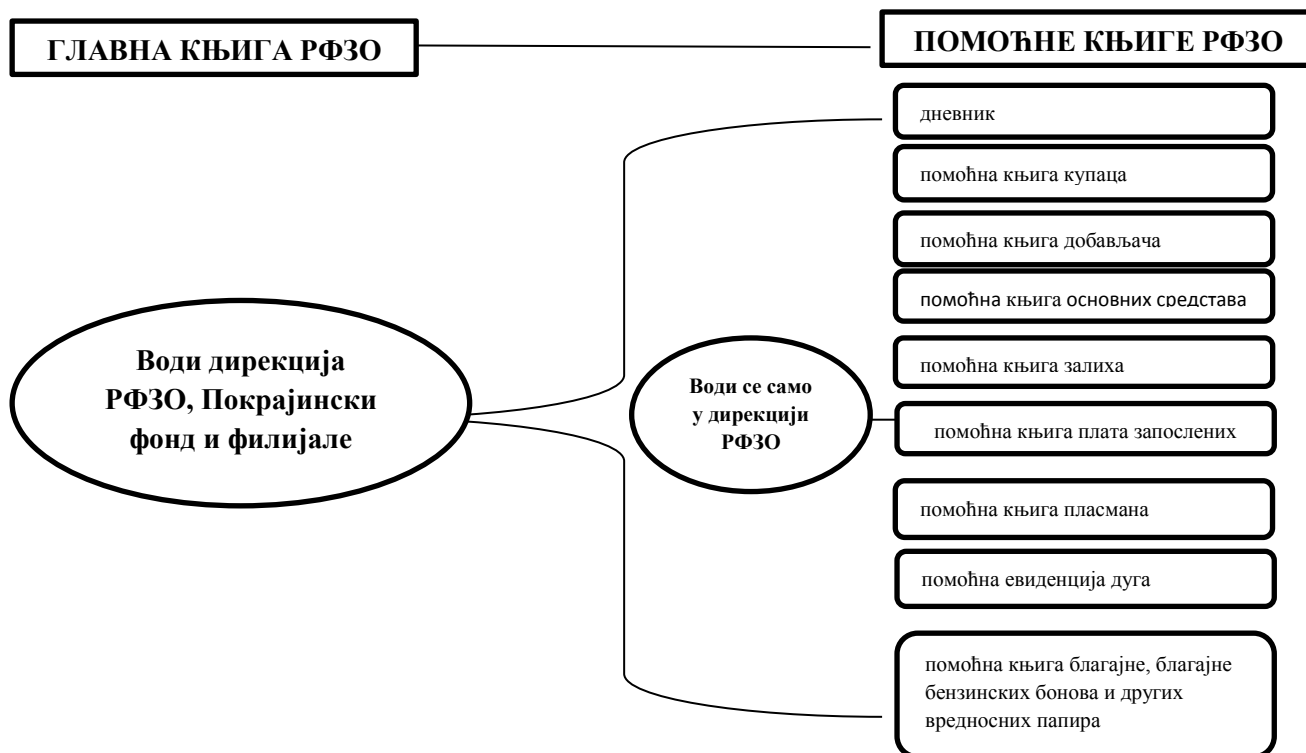 ГЛАВНА КЊИГА РФЗО
ПОМОЋНЕ КЊИГЕ РФЗО
дневник
помоћна књига купаца
помоћна књига добављача
помоћна књига основних средстава
Води дирекција
РФЗО, Покрајински
фонд и филијале
Води се само
у дирекцији
РФЗО
помоћна књига залиха
помоћна књига плата запослених
помоћна књига пласмана
помоћна евиденција дуга
помоћна књига благајне, благајне
бензинских бонова и других
вредносних папира